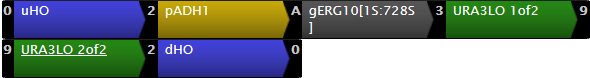 0 uHO 2 pADH1 A gERG10[1S:728S] 3 URA3LO 1of2 9
9 URA3LO 2of2 2 dHO 0